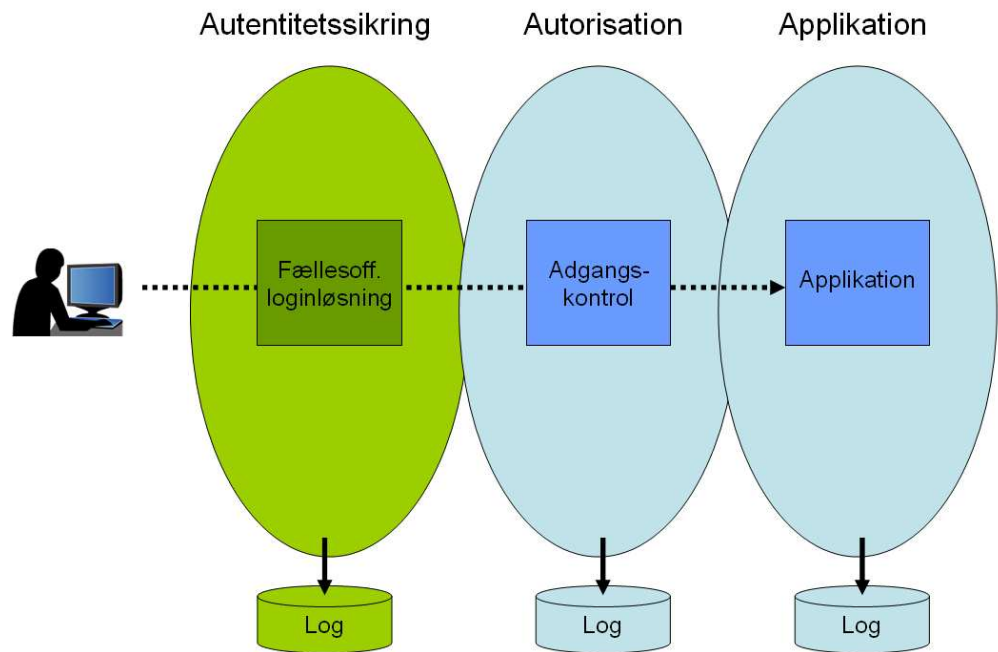 Autentitetssikring
Autorisation
Applikation
Fællesoff.
loginløsning
Adgangs-
kontrol
Applikation
Log
Log
Log